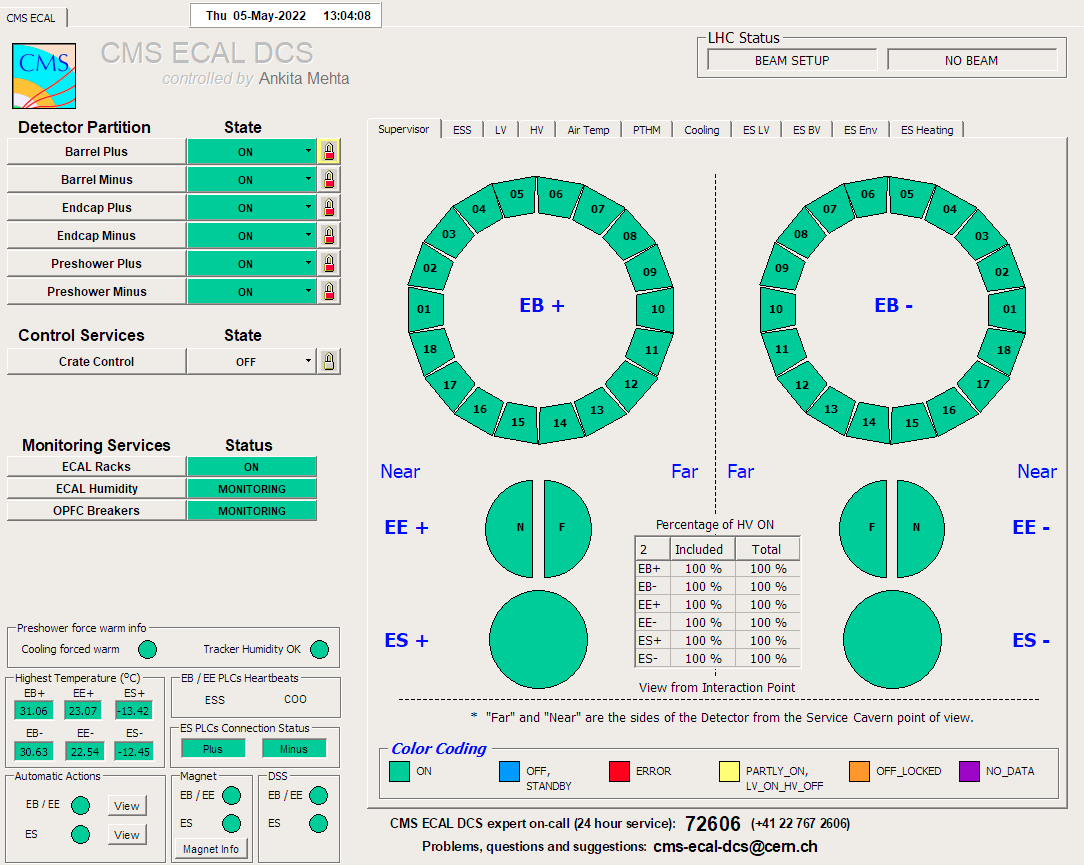 CMS ECAL
Thu 05-May-2022 13:04:08
CMS
CMS ECAL DCS
controlled by Ankita Mehta
LHC Status
BEAM SETUP NO BEAM
Detector Partition State
Barrel Plus ON
Barrel Minus ON
Endcap Plus ON
Endcap Minus ON
Preshower Plus ON
Preshower Minus ON
Control Services State
Crate Control OFF
Monitoring Services Status
ECAL Racks ON
ECAL Humidity MONITORING
OPFC Breakers MONITORING
Preshower force warm info
Cooling forced warm Tracker Humidity OK
Highest Temperature (°C)
EB+ EE+ ES+
31.06 23.07 -13.42
EB- EE- ES-
30.63 22.54 -12.45
EB / EE PLCs Heartbeats
ESS COO
ES PLCs Connection Status
Plus Minus
Automatic Actions
EB / EE View
ES View
Magnet
EB / EE
ES
Magnet Info
DSS
EB / EE
ES
Supervisor ESS LV HV Air Temp PTHM Cooling ES LV ES BV ES Env ES Heating
EB +
01
02
03
04
05
06
07
08
09
10
11
12
13
14
15
16
17
18
EB -
10
09
08
07
06
05
04
03
02
01
18
17
16
15
14
13
12
11
Near Far Far Near
EE + N F F N EE -
ES + ES -
Percentage of HV ON
2 Included Total
EB+ 100 % 100 %
EB- 100 % 100 %
EE+ 100 % 100 %
EE- 100 % 100 %
ES+ 100 % 100 %
ES- 100 % 100 %
View from Interaction Point
* "Far" and "Near" are the sides of the Detector from the Service Cavern point of view.
Color Coding
ON
OFF,
STANDBY
ERROR
PARTLY_ON,
LV_ON_HV_OFF
OFF_LOCKED
NO_DATA
CMS ECAL DCS expert on-call (24 hour service): 72606 (+41 22 767 2606)
Problems, questions and suggestions: cms-ecal-dcs@cern.ch